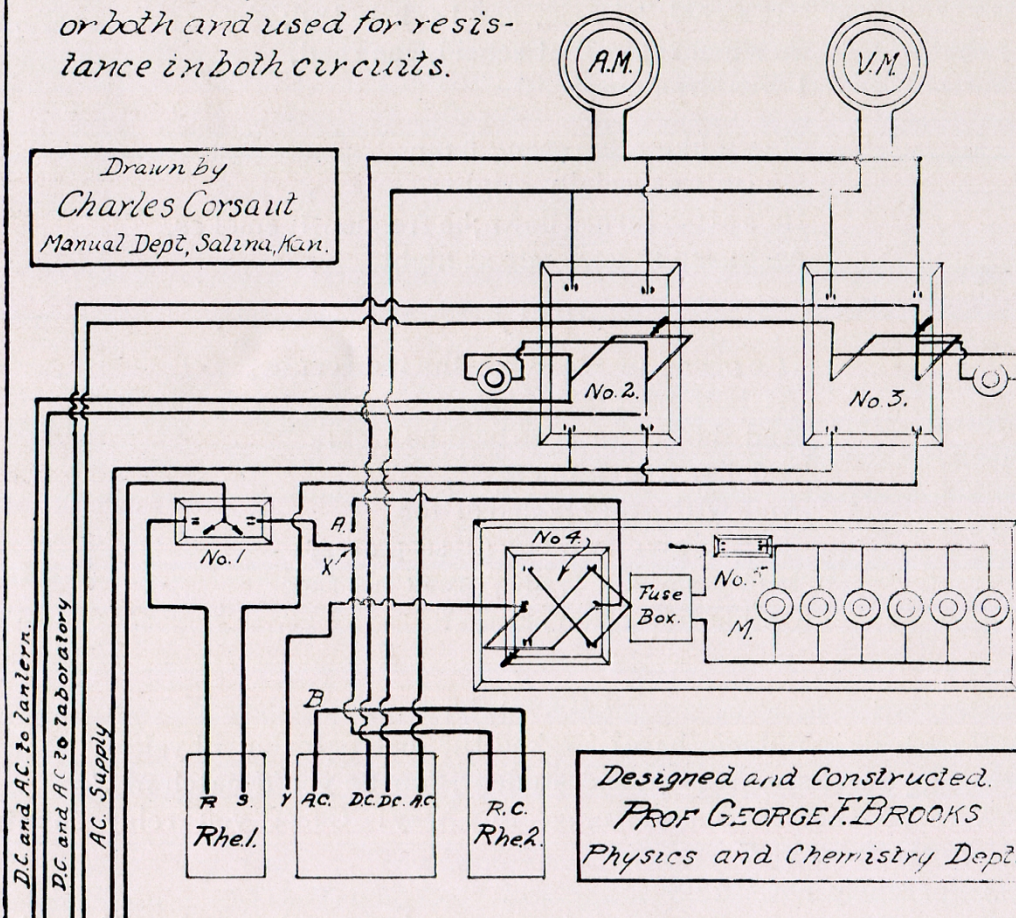 or both and used for resis-
tance in both circuits.
A.M.
V.M.
Drawn by
Charles Corsaut
Manual Dept, Salina, Kan.
No. 2.
No. 3.
No. 1
A.
X
No 4.
Fuse
Box.
No. 5
M.
B
D.C. and A.C. to lantern.
D.C. and A.C to laboratory
A.C. Supply
R S. Y A.C. D.C. D.C. A.C. R. C.
Rhe.1.
Rhe.2.
Designed and Constructed.
PROF GEORGE F. BROOKS
Physics and Chemistry Dept